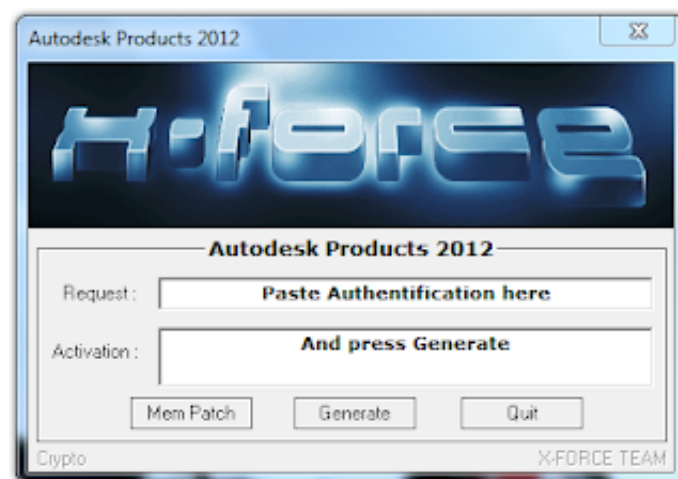 Autodesk Products 2012
x-force
Autodesk Products 2012
Request :
Paste Authentification here
Activation :
And press Generate
Mem Patch
Generate
Quit
Crypto
X-FORCE TEAM